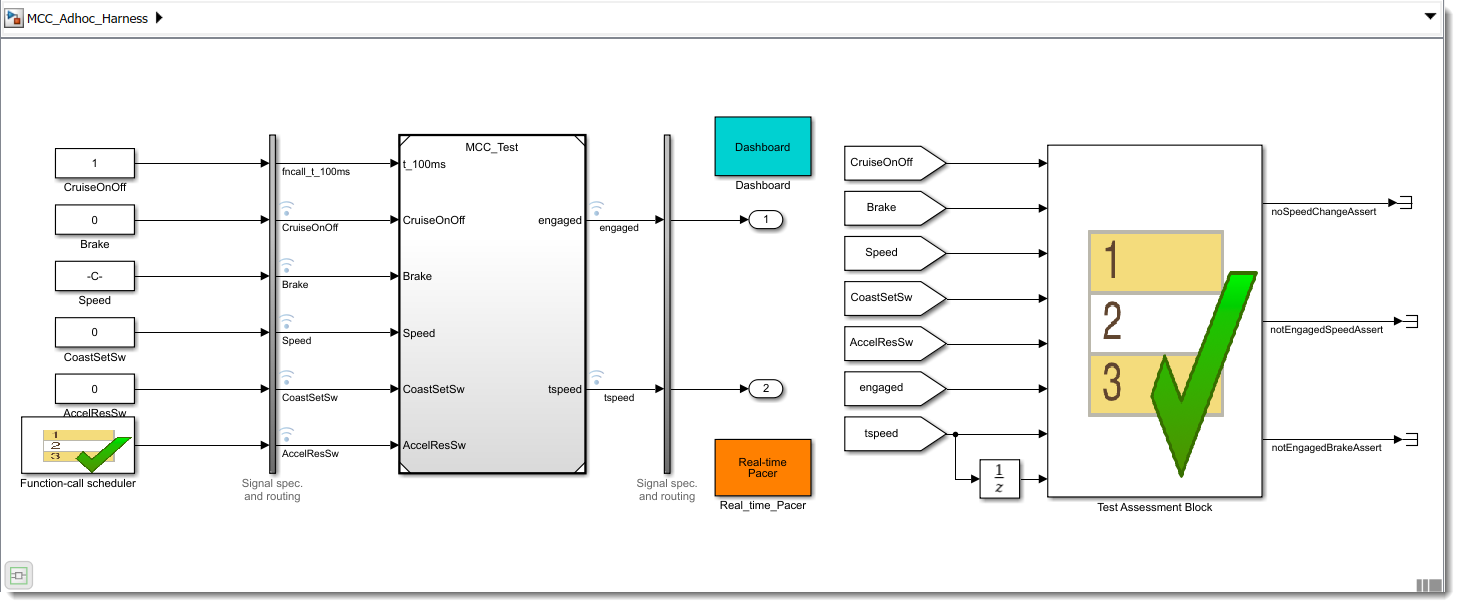 MCC_Adhoc_Harness
1
CruiseOnOff
0
Brake
-C-
Speed
0
CoastSetSw
0
AccelResSw
1
2
3
Function-call scheduler
fncall_t_100ms
CruiseOnOff
Brake
Speed
CoastSetSw
AccelResSw
Signal spec.
and routing
MCC_Test
t_100ms
CruiseOnOff
Brake
Speed
CoastSetSw
AccelResSw
engaged
tspeed
engaged
tspeed
Signal spec.
and routing
Dashboard
Dashboard
1
2
Real-time
Pacer
Real_time_Pacer
CruiseOnOff
Brake
Speed
CoastSetSw
AccelResSw
engaged
tspeed
1
z
1
2
3
Test Assessment Block
noSpeedChangeAssert
notEngagedSpeedAssert
notEngagedBrakeAssert